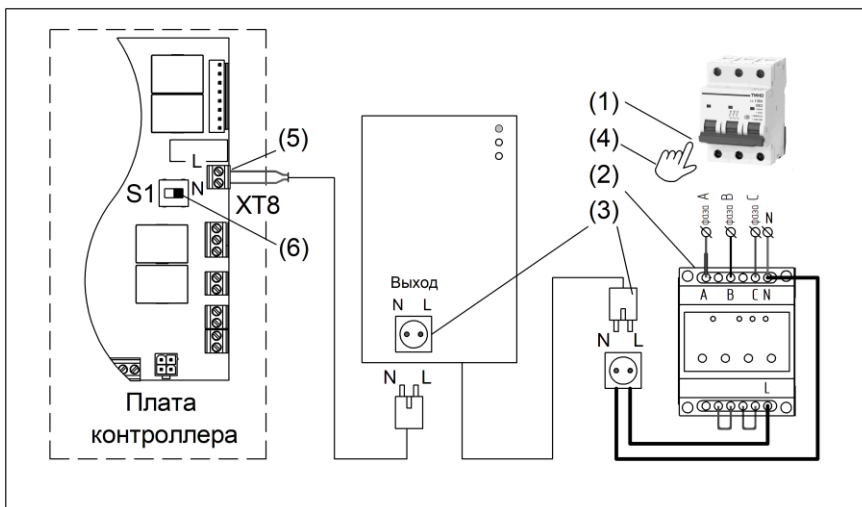 (1)
(4)
(2)
(3)
(5)
L
N
S1
XT8
(6)
Плата
контроллера
Выход
N L
N L
N L
фаза A
фаза B
фаза C
N
A B C N
L